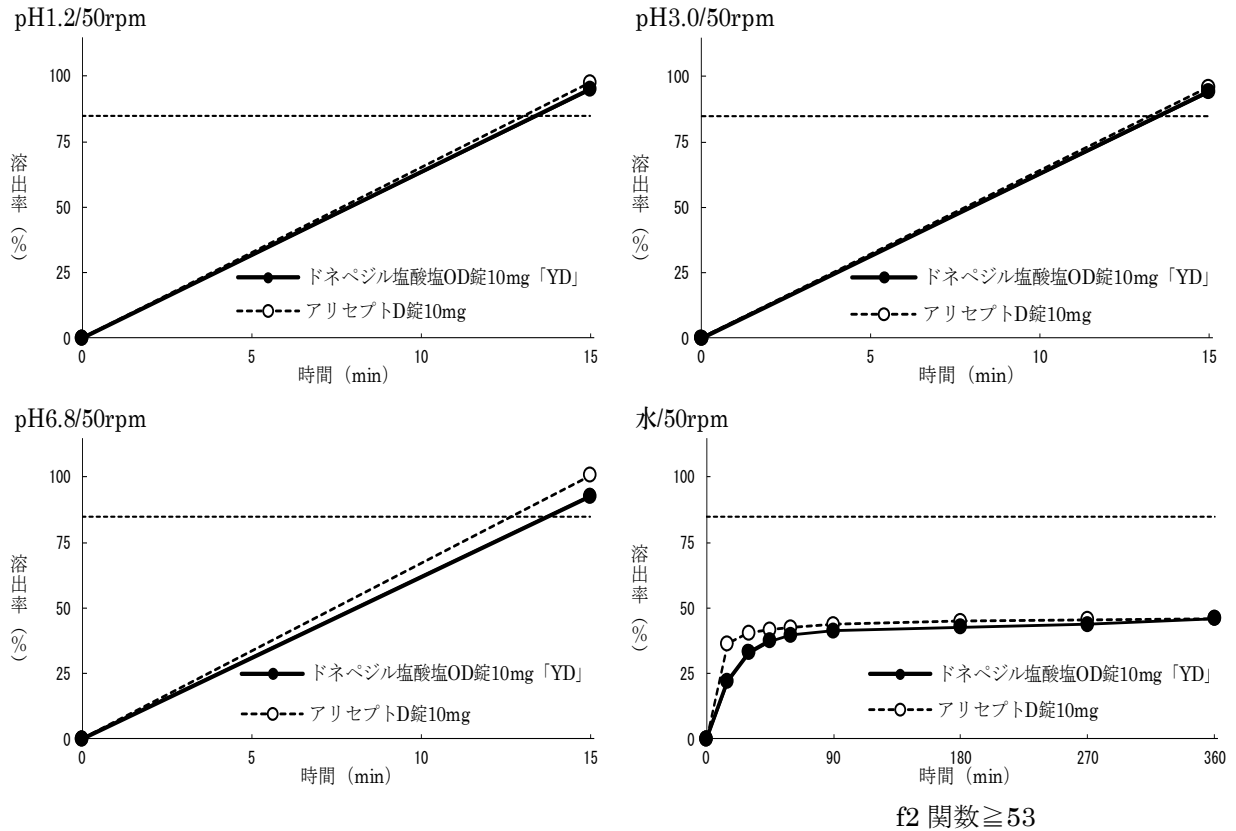 pH1.2/50rpm
100
75
50
25
0
溶出率（%）
ドネペジル塩酸塩OD錠10mg「YD」
アリセプトD錠10mg
0 5 10 15
時間（min）
pH3.0/50rpm
100
75
50
25
0
溶出率（%）
ドネペジル塩酸塩OD錠10mg「YD」
アリセプトD錠10mg
0 5 10 15
時間（min）
pH6.8/50rpm
100
75
50
25
0
溶出率（%）
ドネペジル塩酸塩OD錠10mg「YD」
アリセプトD錠10mg
0 5 10 15
時間（min）
水/50rpm
100
75
50
25
0
溶出率（%）
ドネペジル塩酸塩OD錠10mg「YD」
アリセプトD錠10mg
0 90 180 270 360
時間（min）
f2 関数≧53